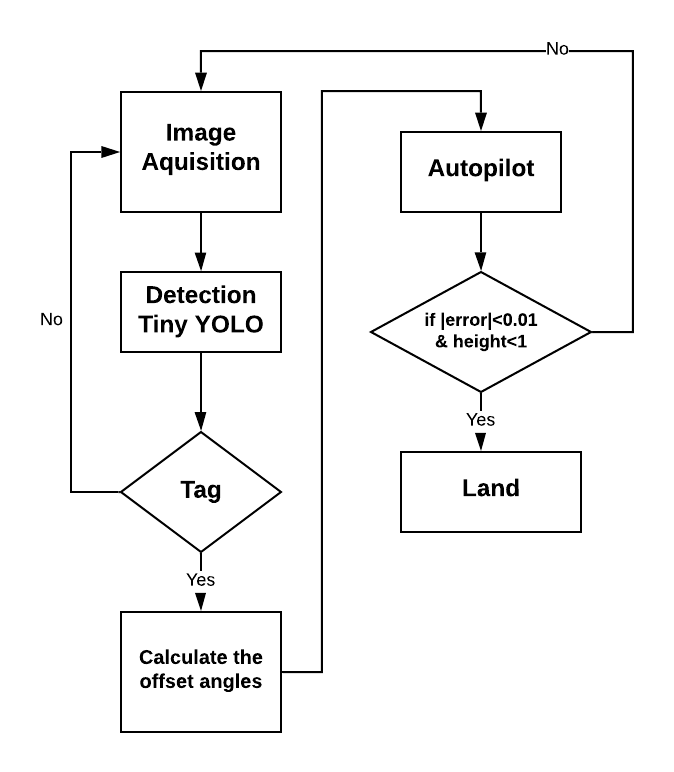 No
Image
Aquisition
Detection
Tiny YOLO
No
Tag
Yes
Calculate the
offset angles
Autopilot
if |error|<0.01
& height<1
Yes
Land